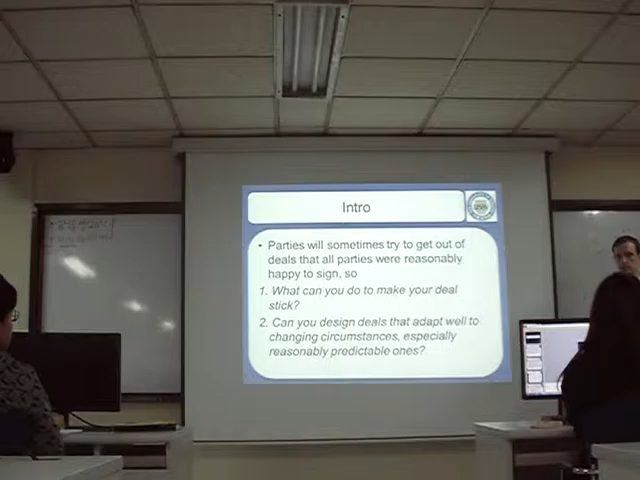 Intro
• Parties will sometimes try to get out of
deals that all parties were reasonably
happy to sign, so
1. What can you do to make your deal
stick?
2. Can you design deals that adapt well to
changing circumstances, especially
reasonably predictable ones?